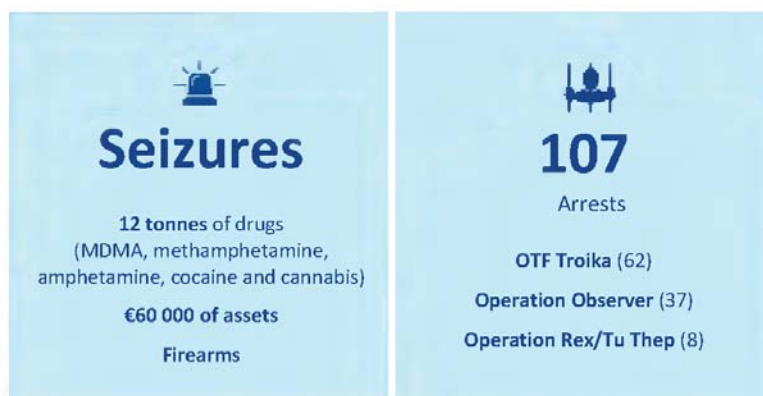 Seizures
12 tonnes of drugs
(MDMA, methamphetamine,
amphetamine, cocaine and cannabis)
€60 000 of assets
Firearms
107
Arrests
OTF Troika (62)
Operation Observer (37)
Operation Rex/Tu Thep (8)